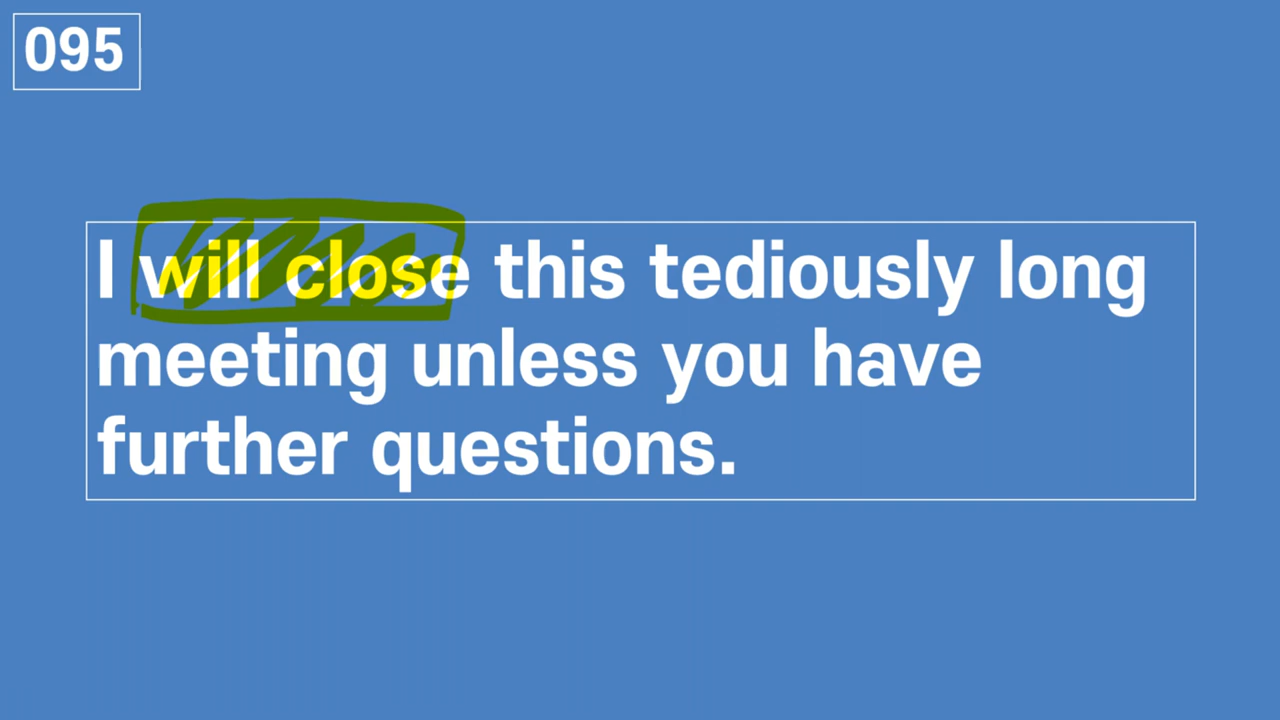 095
I will close this tediously long
meeting unless you have
further questions.